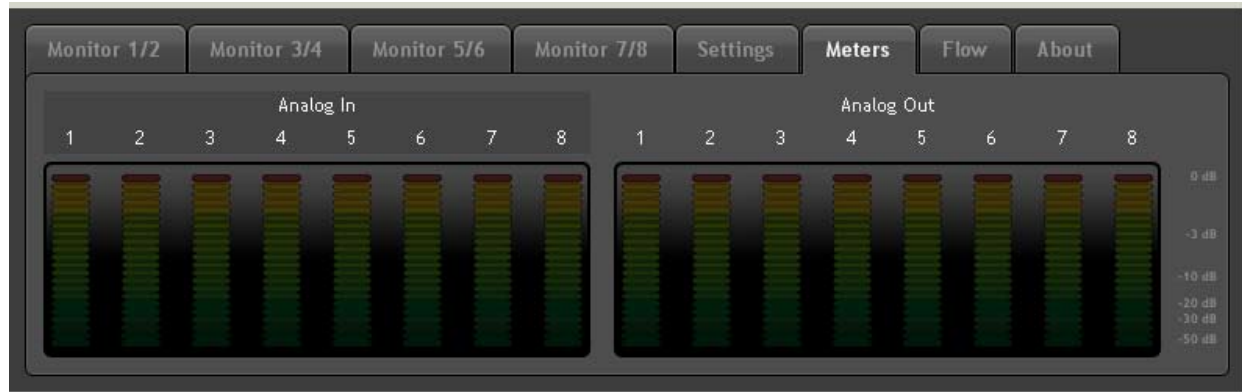 Monitor 1/2 Monitor 3/4 Monitor 5/6 Monitor 7/8 Settings Meters Flow About
Analog In Analog Out
1 2 3 4 5 6 7 8 1 2 3 4 5 6 7 8
0 dB
-3 dB
-10 dB
-20 dB
-30 dB
-50 dB